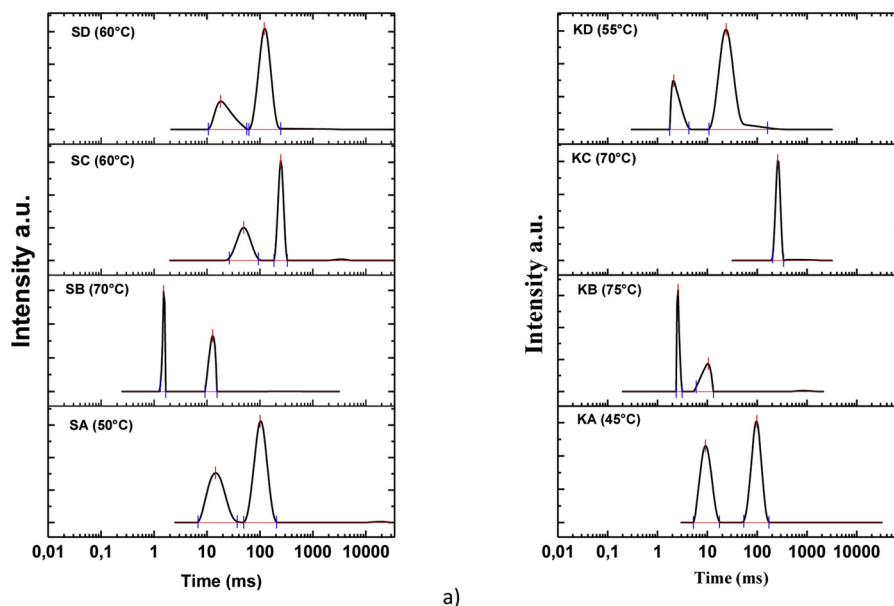 SD (60°C)
SC (60°C)
SB (70°C)
SA (50°C)
Intensity a.u.
0,01 0,1 1 10 100 1000 10000
Time (ms)
KD (55°C)
KC (70°C)
KB (75°C)
KA (45°C)
Intensity a.u.
0,01 0,1 1 10 100 1000 10000
Time (ms)
a)